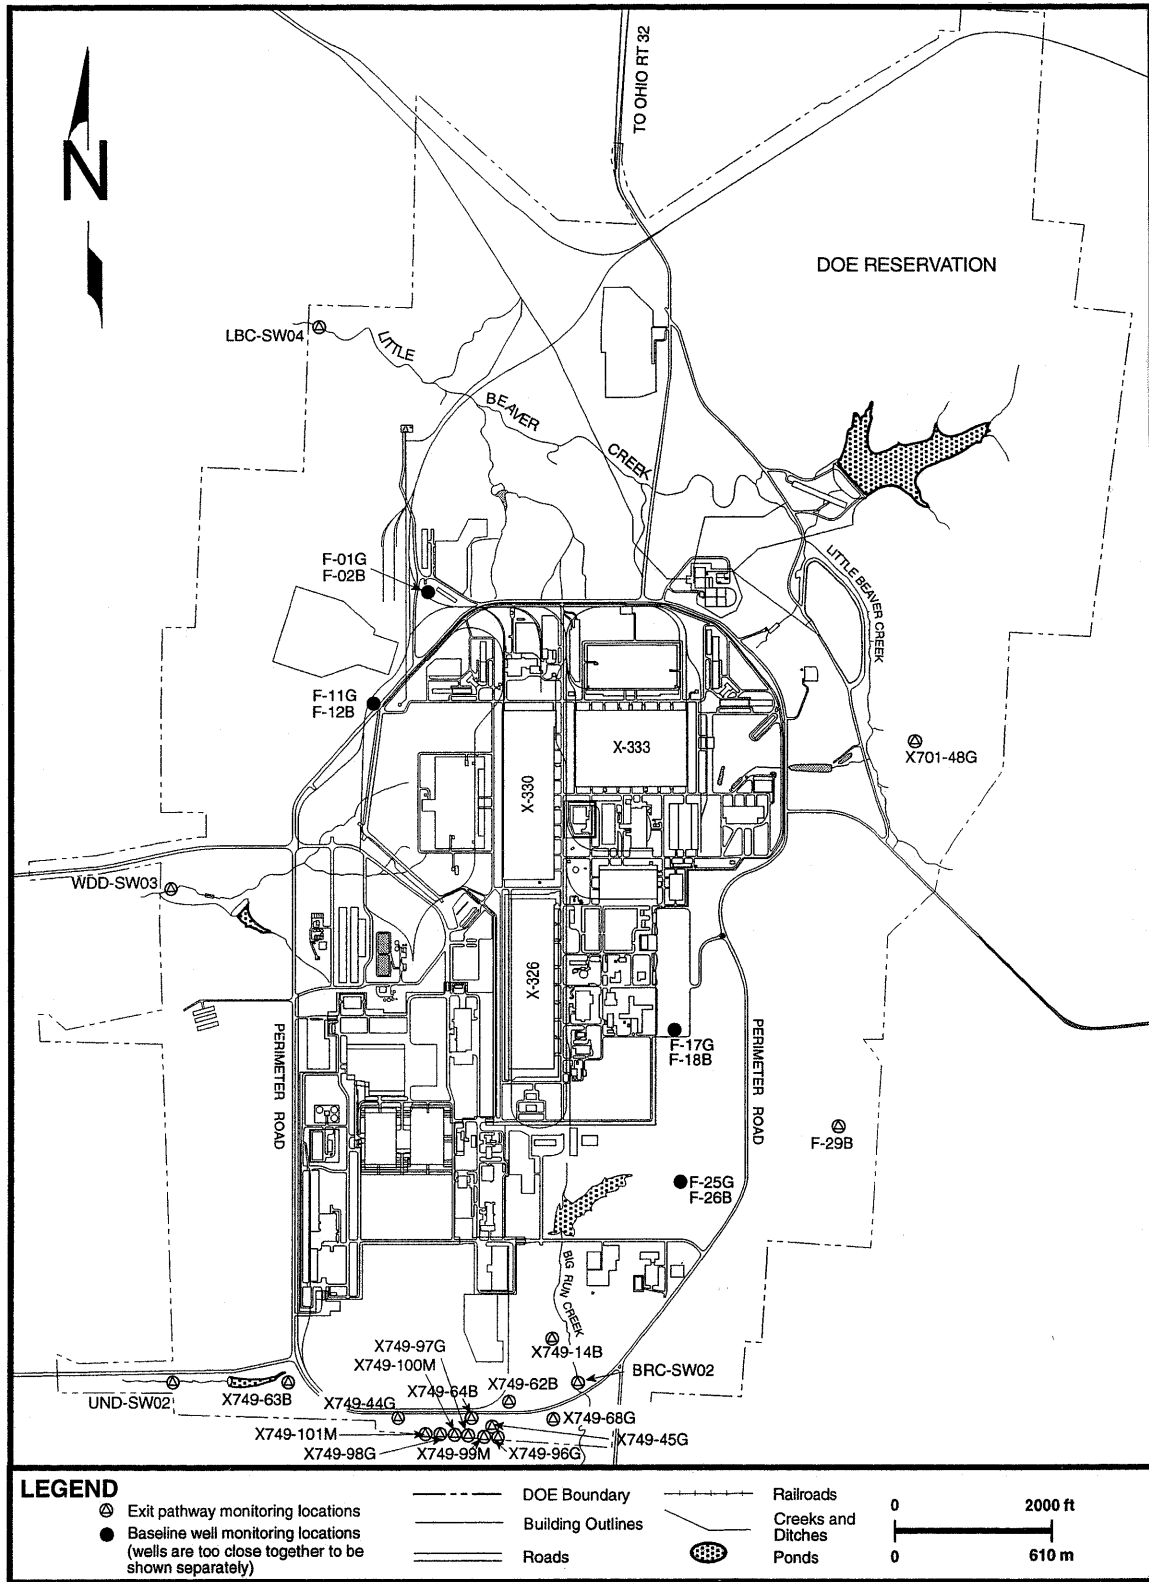 N
TO OHIO RT 32
DOE RESERVATION
LBC-SW04
LITTLE
BEAVER
CREEK
F-01G
F-02B
LITTLE BEAVER CREEK
F-11G
F-12B
X-330
X-333
X701-48G
WDD-SW03
X-326
PERIMETER ROAD
F-17G
F-18B
PERIMETER ROAD
F-29B
F-25G
F-26B
BIG RUN CREEK
X749-97G
X749-100M
X749-14B
BRC-SW02
X749-62B
X749-64B
UND-SW02
X749-63B
X749-44G
X749-68G
X749-101M
X749-45G
X749-98G
X749-99M
X749-96G
LEGEND
Exit pathway monitoring locations
Baseline well monitoring locations
(wells are too close together to be
shown separately)
DOE Boundary
Building Outlines
Roads
Railroads
Creeks and
Ditches
Ponds
0 2000 ft
0 610 m